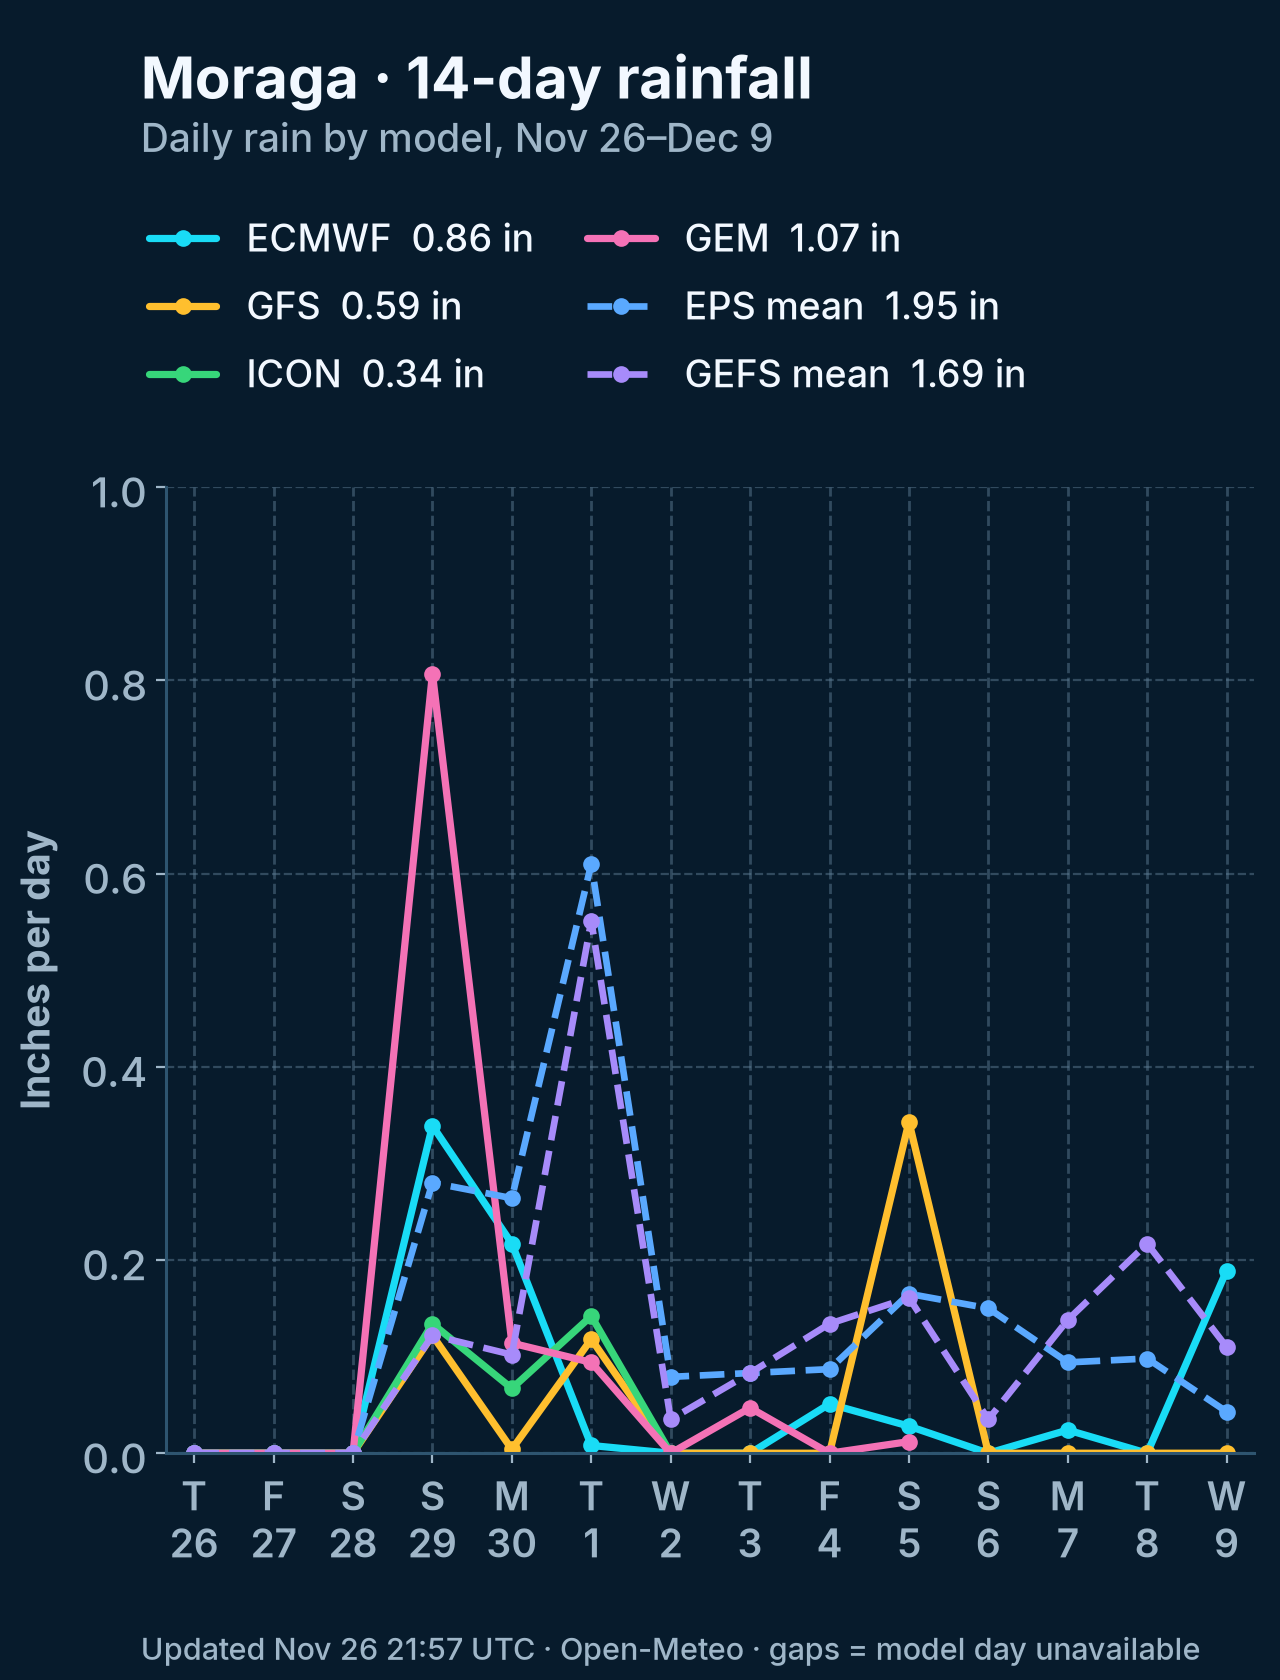 Moraga · 14-day rainfall
Daily rain by model, Nov 26–Dec 9
ECMWF 0.86 in
GEM 1.07 in
GFS 0.59 in
EPS mean 1.95 in
ICON 0.34 in
GEFS mean 1.69 in
Inches per day
1.0
0.8
0.6
0.4
0.2
0.0
T F S S M T W T F S S M T W
26 27 28 29 30 1 2 3 4 5 6 7 8 9
Updated Nov 26 21:57 UTC · Open-Meteo · gaps = model day unavailable